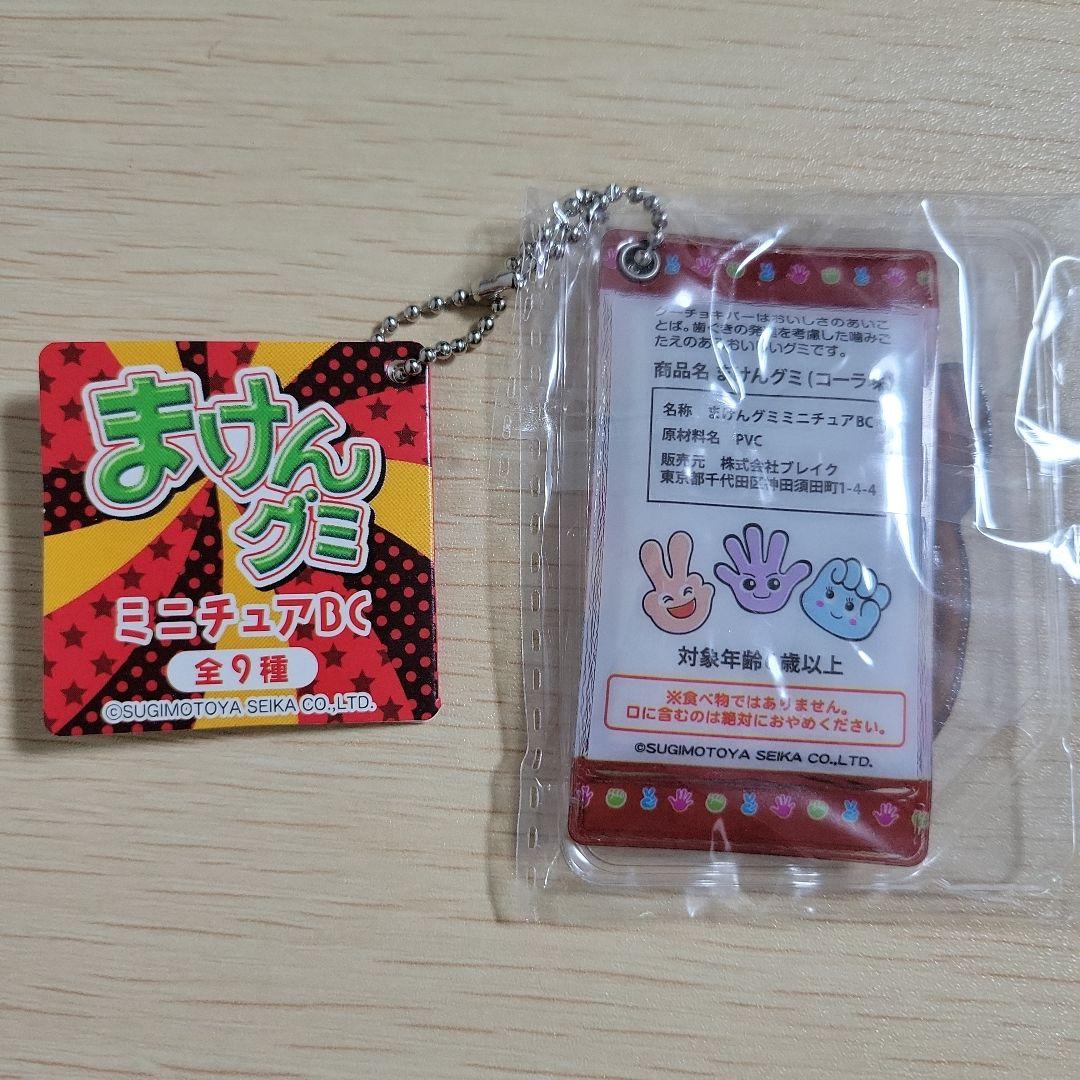 まけん
グミ
ミニチュアBC
全9種
©SUGIMOTOYA SEIKA CO.,LTD.
グーチョキパーはおいしさのあいこ
とば。歯ぐきの発達を考慮した噛みご
たえのあるおいしいグミです。
商品名 まけんグミ(コーラ味)
名称 まけんグミミニチュアBC
原材料名 PVC
販売元 株式会社ブレイク
東京都千代田区神田須田町1-4-4
対象年齢 歳以上
※食べ物ではありません。
口に含むのは絶対におやめください。
©SUGIMOTOYA SEIKA CO.,LTD.